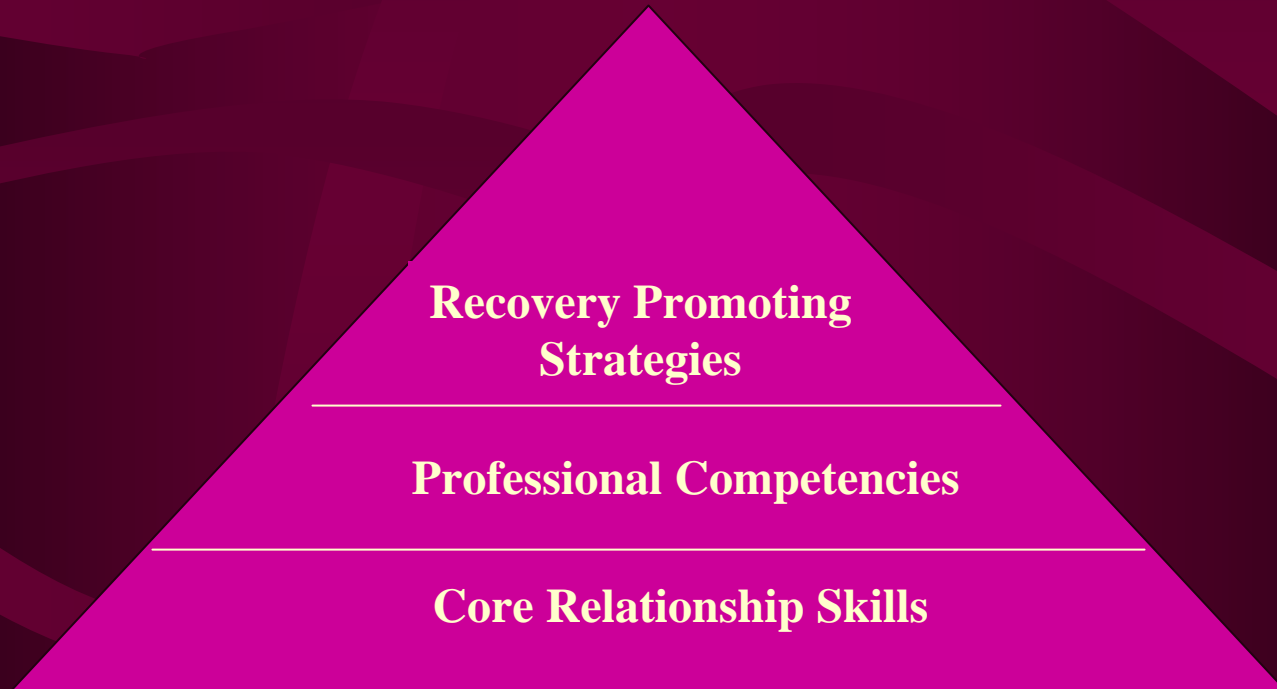 Recovery Promoting
Strategies
Professional Competencies
Core Relationship Skills